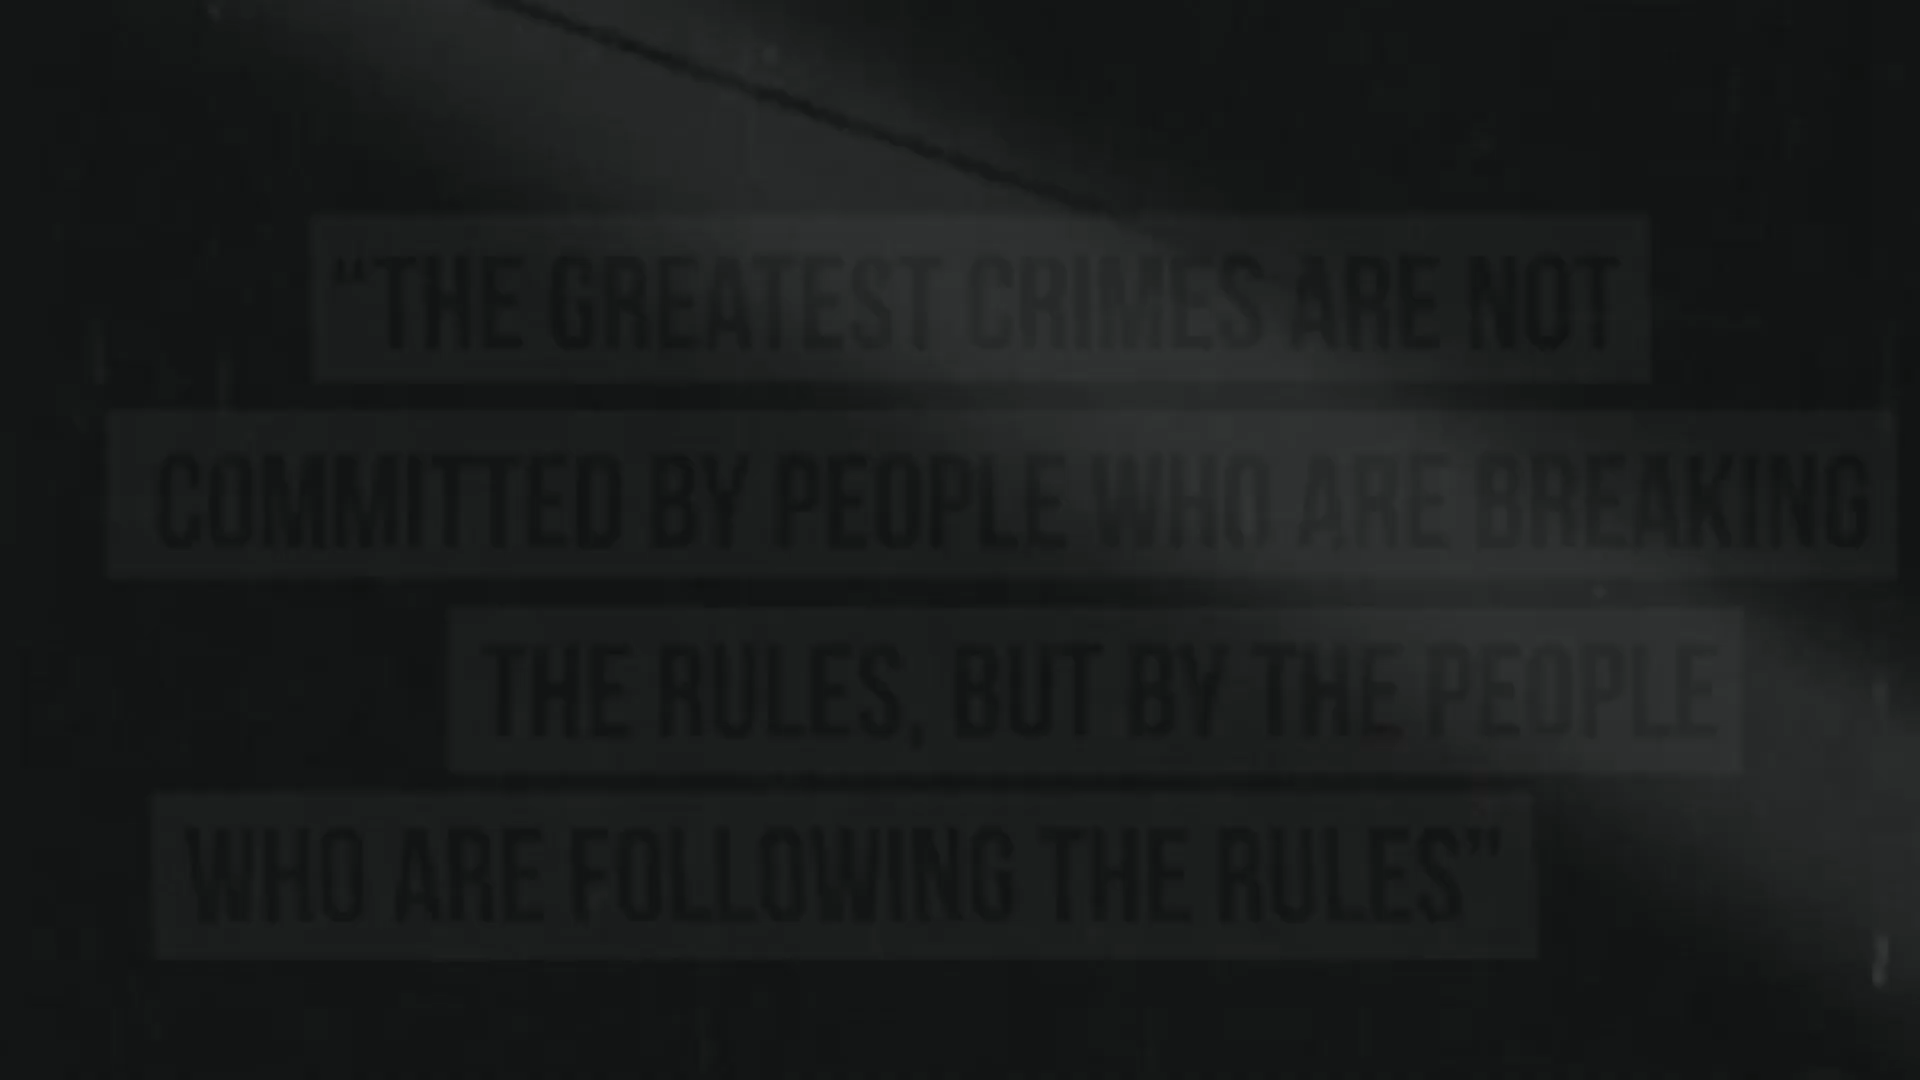 “THE GREATEST CRIMES ARE NOT
COMMITTED BY PEOPLE WHO ARE BREAKING
THE RULES, BUT BY THE PEOPLE
WHO ARE FOLLOWING THE RULES”